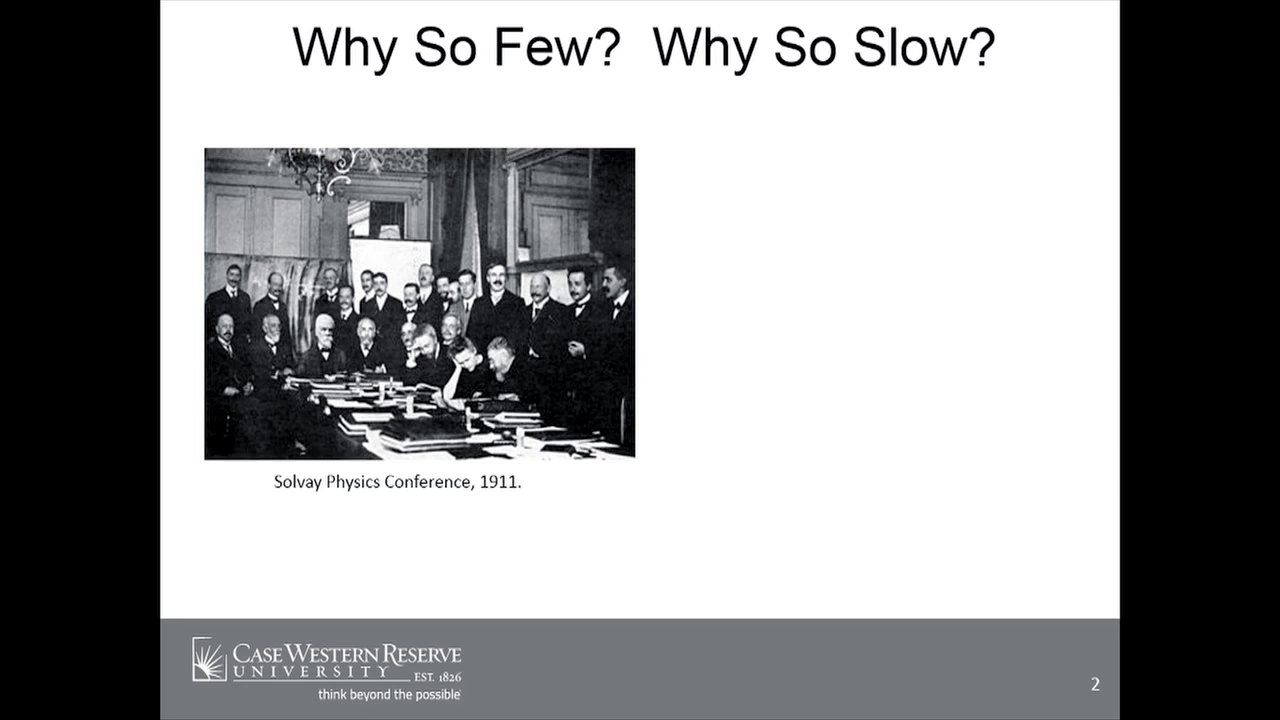 Why So Few?  Why So Slow?
Solvay Physics Conference, 1911.
CASE WESTERN RESERVE
UNIVERSITY EST. 1826
think beyond the possible
2